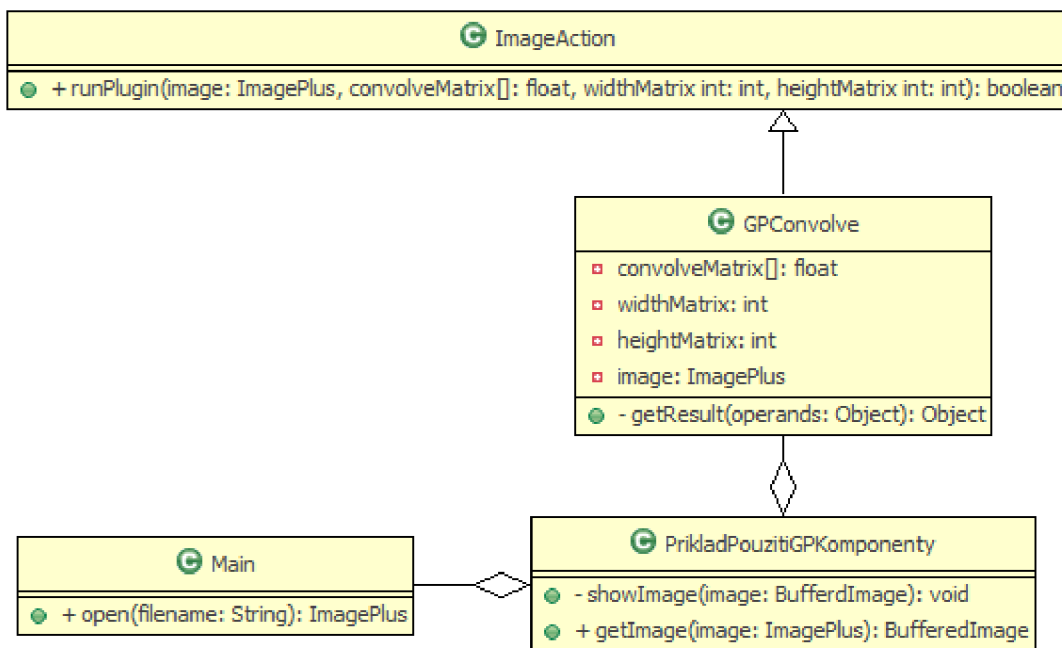 ImageAction
+ runPlugin(image: ImagePlus, convolveMatrix[]: float, widthMatrix int: int, heightMatrix int: int): boolean
GPConvolve
convolveMatrix[]: float
widthMatrix: int
heightMatrix: int
image: ImagePlus
- getResult(operands: Object): Object
PrikladPouzitiGPKomponenty
- showImage(image: BufferdImage): void
+ getImage(image: ImagePlus): BufferedImage
Main
+ open(filename: String): ImagePlus